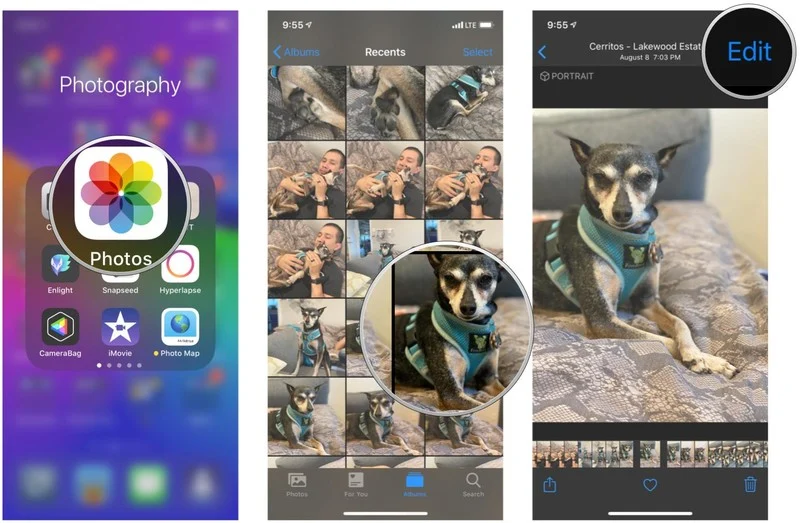 Photography
Photos
Enlight
Snapseed
Hyperlapse
CameraBag
iMovie
Photo Map
9:55
LTE
Albums
Recents
Select
Photos
For You
Albums
Search
9:55
Cerritos - Lakewood Estat
August 8 7:03 PM
Edit
PORTRAIT